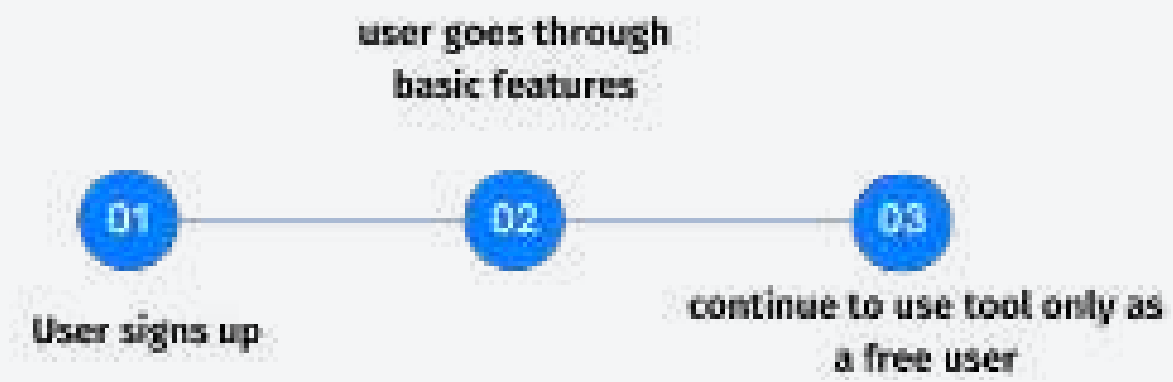 user goes through
basic features
01
02
03
User signs up
continue to use tool only as
a free user